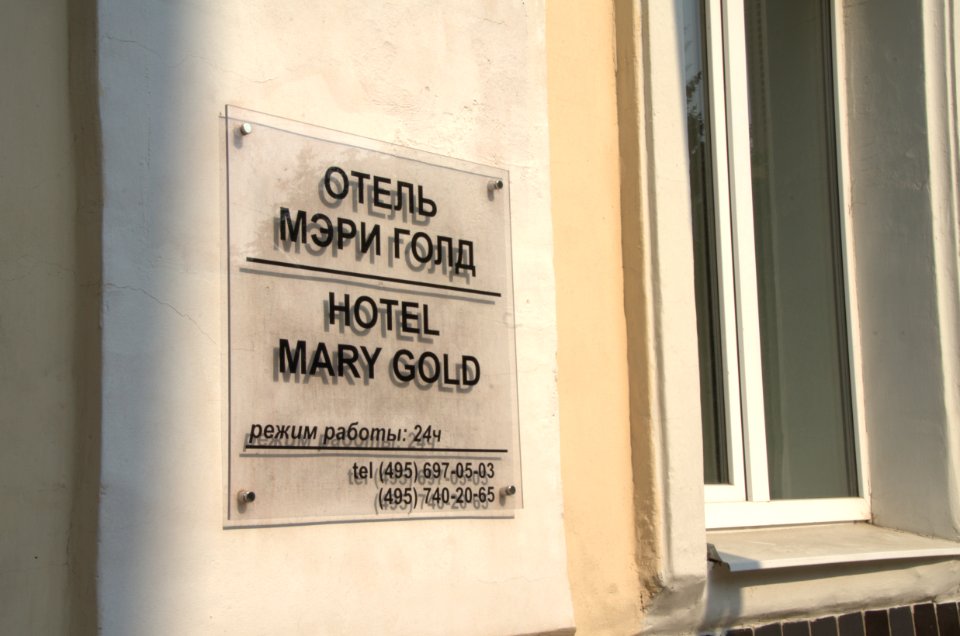 ОТЕЛЬ
МЭРИ ГОЛД
HOTEL
MARY GOLD
режим работы: 24ч
tel (495) 697-05-03
(495) 740-20-65